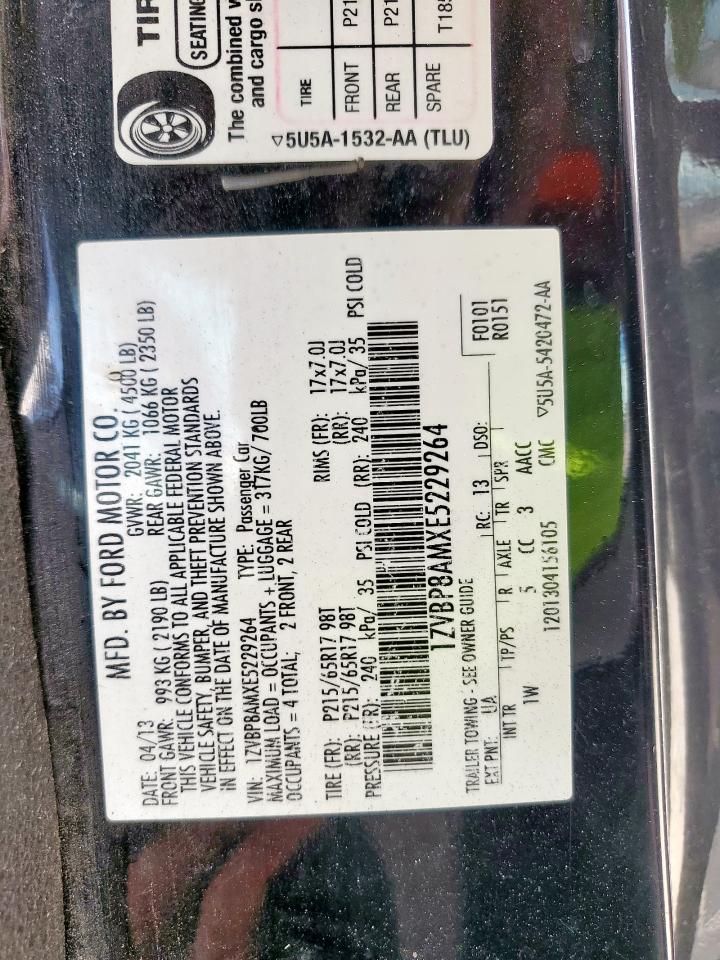 TIR
SEATING
The combined w
and cargo s
TIRE
FRONT P21
REAR P21
SPARE T185
▽5U5A-1532-AA (TLU)
MFD. BY FORD MOTOR CO.
DATE: 04/13 GVWR: 2041 KG ( 4500 LB)
FRONT GAWR: 993 KG ( 2190 LB) REAR GAWR: 1066 KG ( 2350 LB)
THIS VEHICLE CONFORMS TO ALL APPLICABLE FEDERAL MOTOR
VEHICLE SAFETY, BUMPER, AND THEFT PREVENTION STANDARDS
IN EFFECT ON THE DATE OF MANUFACTURE SHOWN ABOVE.
VIN: 1ZVBP8AMXE5229264 TYPE: Passenger Car
MAXIMUM LOAD = OCCUPANTS + LUGGAGE = 317KG/ 700LB
OCCUPANTS = 4 TOTAL; 2 FRONT, 2 REAR
TIRE (FR): P215/65R17 98T RIMS (FR): 17x7.0J
(RR): P215/65R17 98T (RR): 17x7.0J
PRESSURE (FR): 240 kPa/ 35 PSI COLD (RR): 240 kPa/ 35 PSI COLD
1ZVBP8AMXE5229264
TRAILER TOWING - SEE OWNER GUIDE
EXT PNT: UA RC: 13 DSO: F0101
R0151
INT TR TP/PS R AXLE TR SPR
1W 5 CC 3 AACC
1201304156105 CMC ▽5U5A-5420472-AA